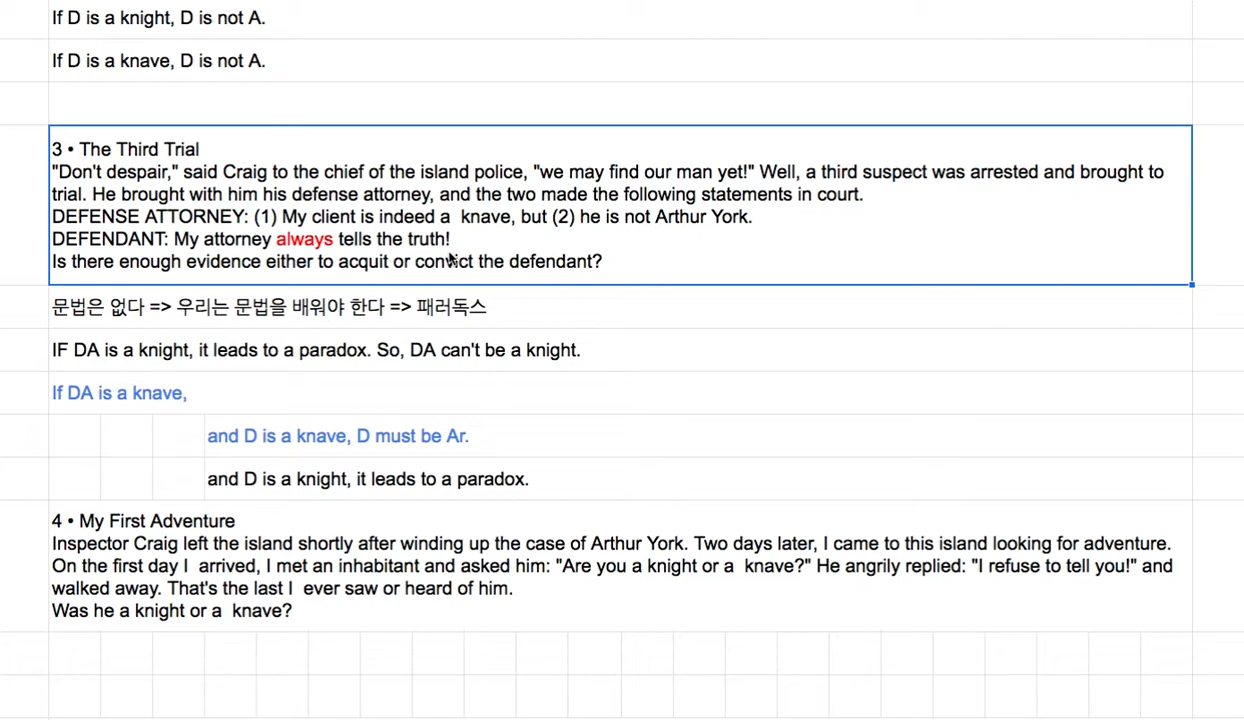 If D is a knight, D is not A.
If D is a knave, D is not A.
3 • The Third Trial
"Don't despair," said Craig to the chief of the island police, "we may find our man yet!" Well, a third suspect was arrested and brought to
trial. He brought with him his defense attorney, and the two made the following statements in court.
DEFENSE ATTORNEY: (1) My client is indeed a  knave, but (2) he is not Arthur York.
DEFENDANT: My attorney always tells the truth!
Is there enough evidence either to acquit or convict the defendant?
문법은 없다 => 우리는 문법을 배워야 한다 => 패러독스
IF DA is a knight, it leads to a paradox. So, DA can't be a knight.
If DA is a knave,
and D is a knave, D must be Ar.
and D is a knight, it leads to a paradox.
4 • My First Adventure
Inspector Craig left the island shortly after winding up the case of Arthur York. Two days later, I came to this island looking for adventure.
On the first day I  arrived, I met an inhabitant and asked him: "Are you a knight or a  knave?" He angrily replied: "I refuse to tell you!" and
walked away. That's the last I  ever saw or heard of him.
Was he a knight or a  knave?